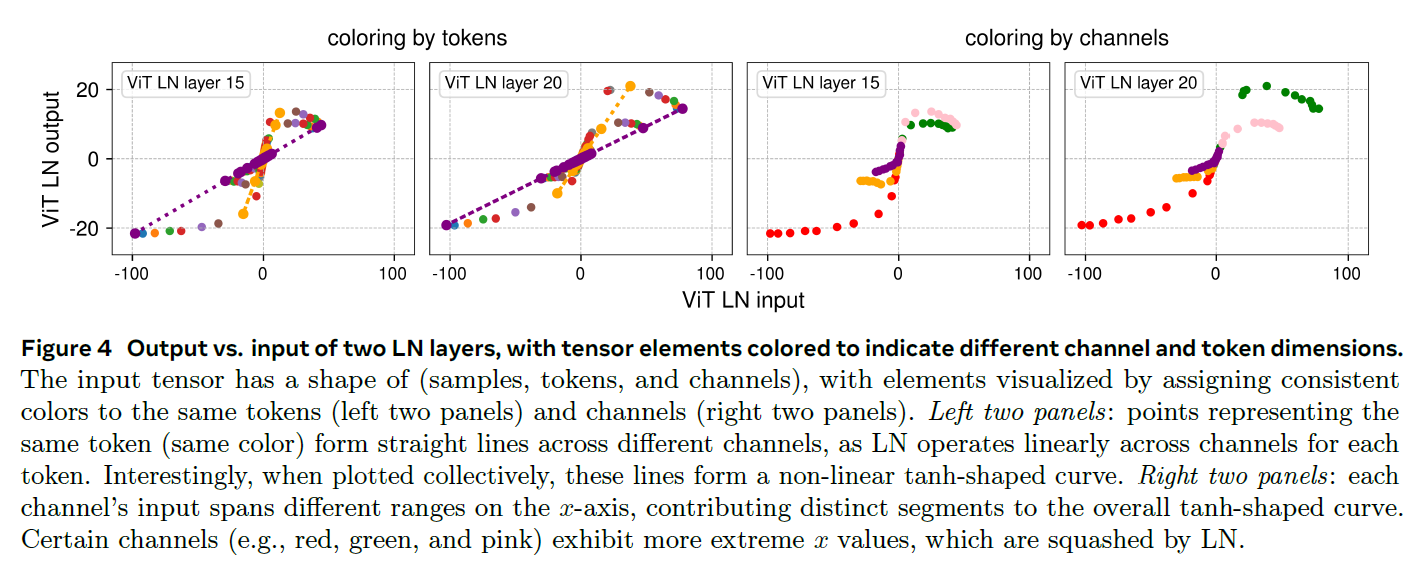 coloring by tokens
coloring by channels
ViT LN layer 15
ViT LN layer 20
ViT LN layer 15
ViT LN layer 20
ViT LN output
20
0
-20
-100
0
100
-100
0
100
-100
0
100
-100
0
100
ViT LN input
Figure 4 Output vs. input of two LN layers, with tensor elements colored to indicate different channel and token dimensions.
The input tensor has a shape of (samples, tokens, and channels), with elements visualized by assigning consistent
colors to the same tokens (left two panels) and channels (right two panels). Left two panels: points representing the
same token (same color) form straight lines across different channels, as LN operates linearly across channels for each
token. Interestingly, when plotted collectively, these lines form a non-linear tanh-shaped curve. Right two panels: each
channel's input spans different ranges on the x-axis, contributing distinct segments to the overall tanh-shaped curve.
Certain channels (e.g., red, green, and pink) exhibit more extreme x values, which are squashed by LN.